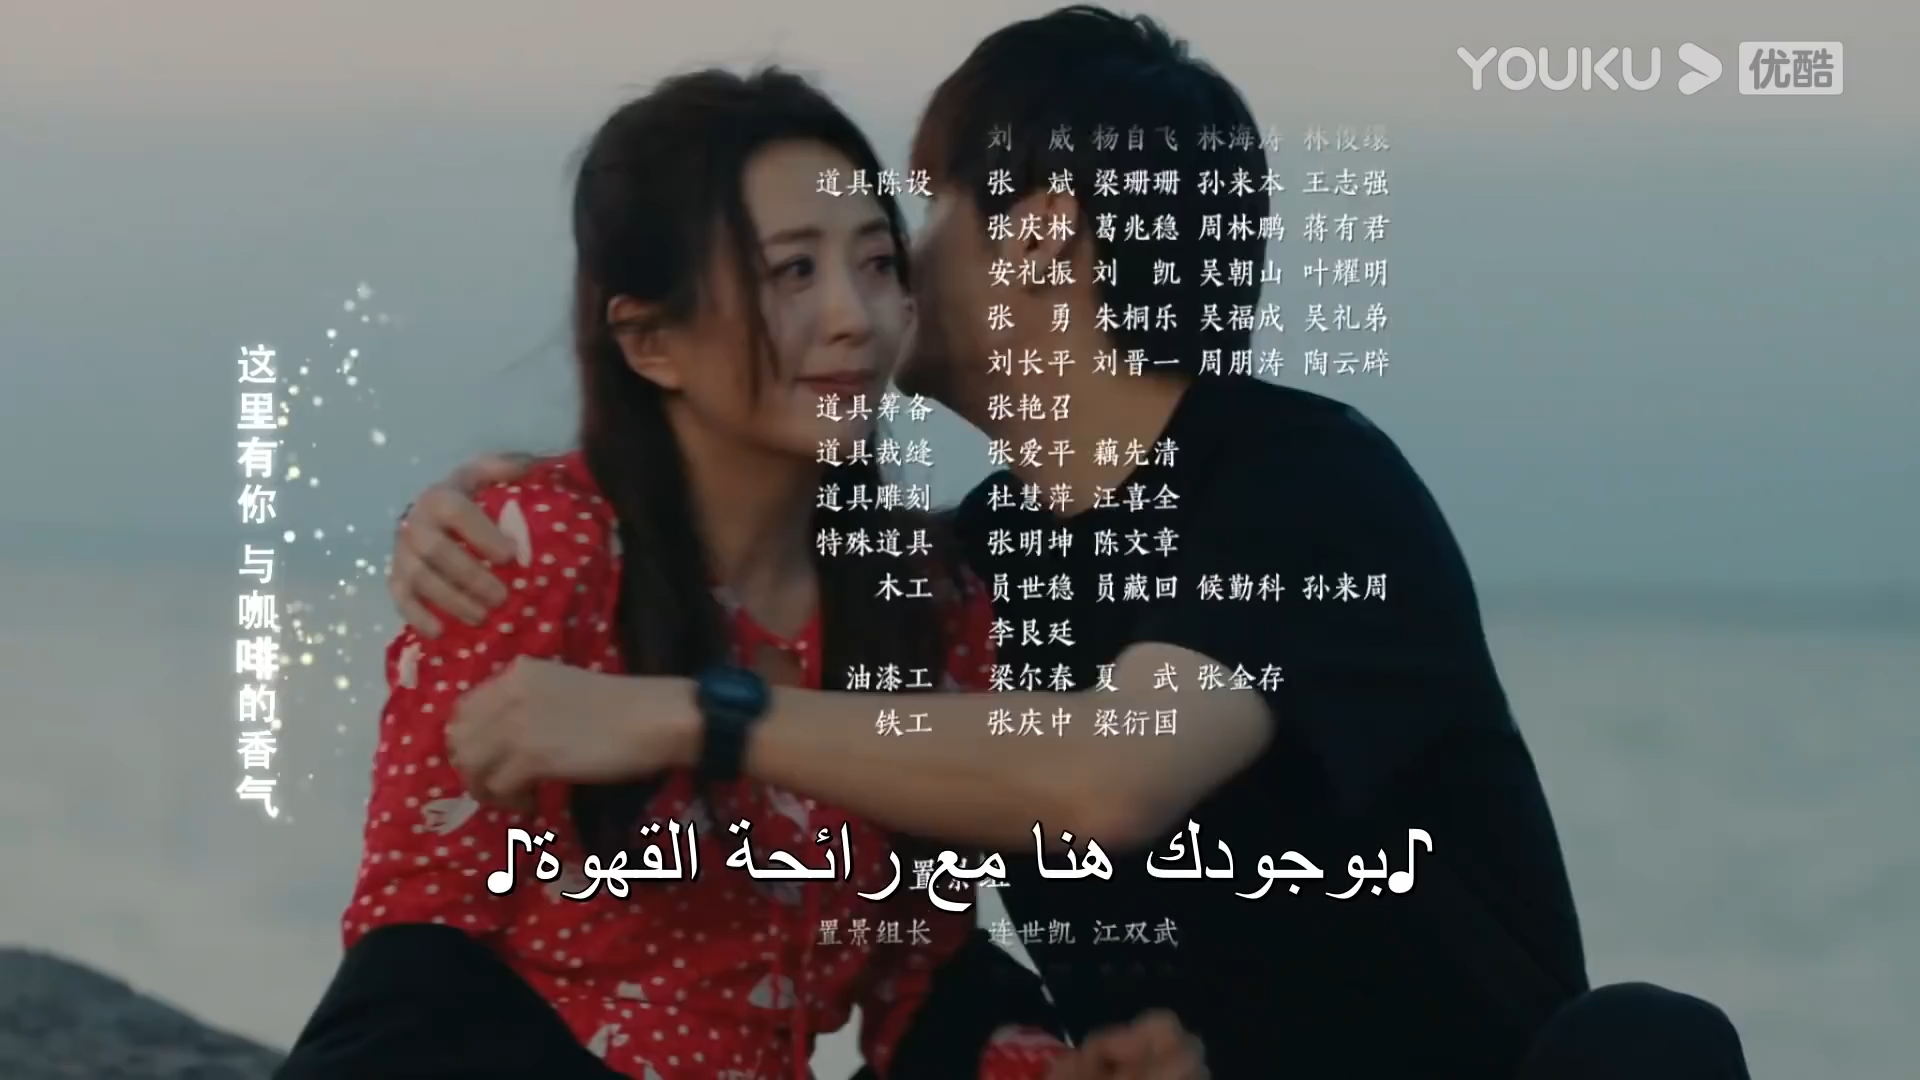 YOUKU 优酷
刘 威 杨自飞 林海涛 林俊缳
道具陈设 张 斌 梁珊珊 孙来本 王志强
张庆林 葛兆稳 周林鹏 蒋有君
安礼振 刘 凯 吴朝山 叶耀明
张 勇 朱桐乐 吴福成 吴礼弟
刘长平 刘晋一 周朋涛 陶云辟
道具筹备 张艳召
道具裁缝 张爱平 藕先清
道具雕刻 杜慧萍 汪喜全
特殊道具 张明坤 陈文章
木工 员世稳 员藏回 候勤科 孙来周
李艮廷
油漆工 梁尔春 夏 武 张金存
铁工 张庆中 梁衍国
置景组
置景组长 连世凯 江双武
这里有你 与咖啡的香气
♪بوجودك هنا مع رائحة القهوة♪